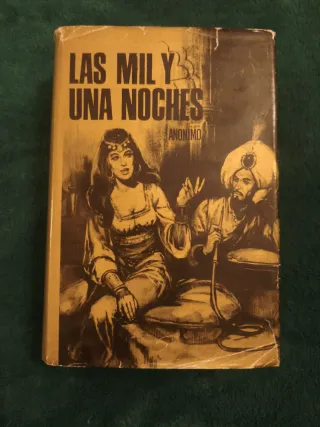 LAS MIL Y
UNA NOCHES
ANONIMO